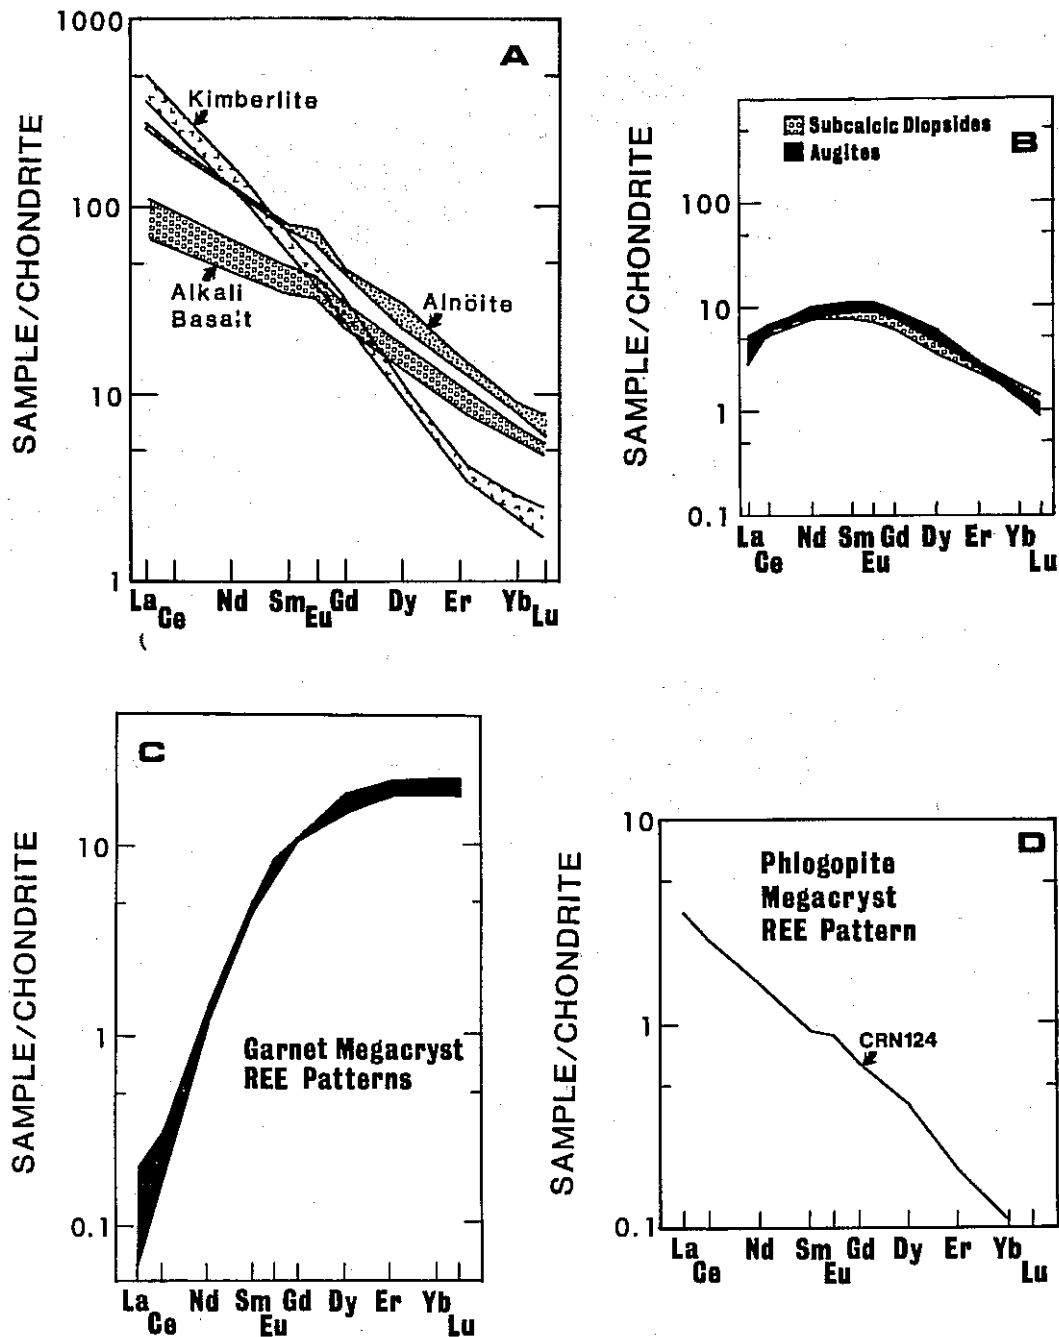 A
1000
100
10
1
SAMPLE/CHONDRITE
Kimberlite
Alkali
Basalt
Alnöite
La Ce Nd Sm Eu Gd Dy Er Yb Lu
B
Subcalcic Diopsides
Augites
100
10
1
0.1
SAMPLE/CHONDRITE
La Ce Nd Sm Eu Gd Dy Er Yb Lu
C
10
1
0.1
SAMPLE/CHONDRITE
Garnet Megacryst
REE Patterns
La Ce Nd Sm Eu Gd Dy Er Yb Lu
D
10
1
0.1
SAMPLE/CHONDRITE
Phlogopite
Megacryst
REE Pattern
CRN124
La Ce Nd Sm Eu Gd Dy Er Yb Lu